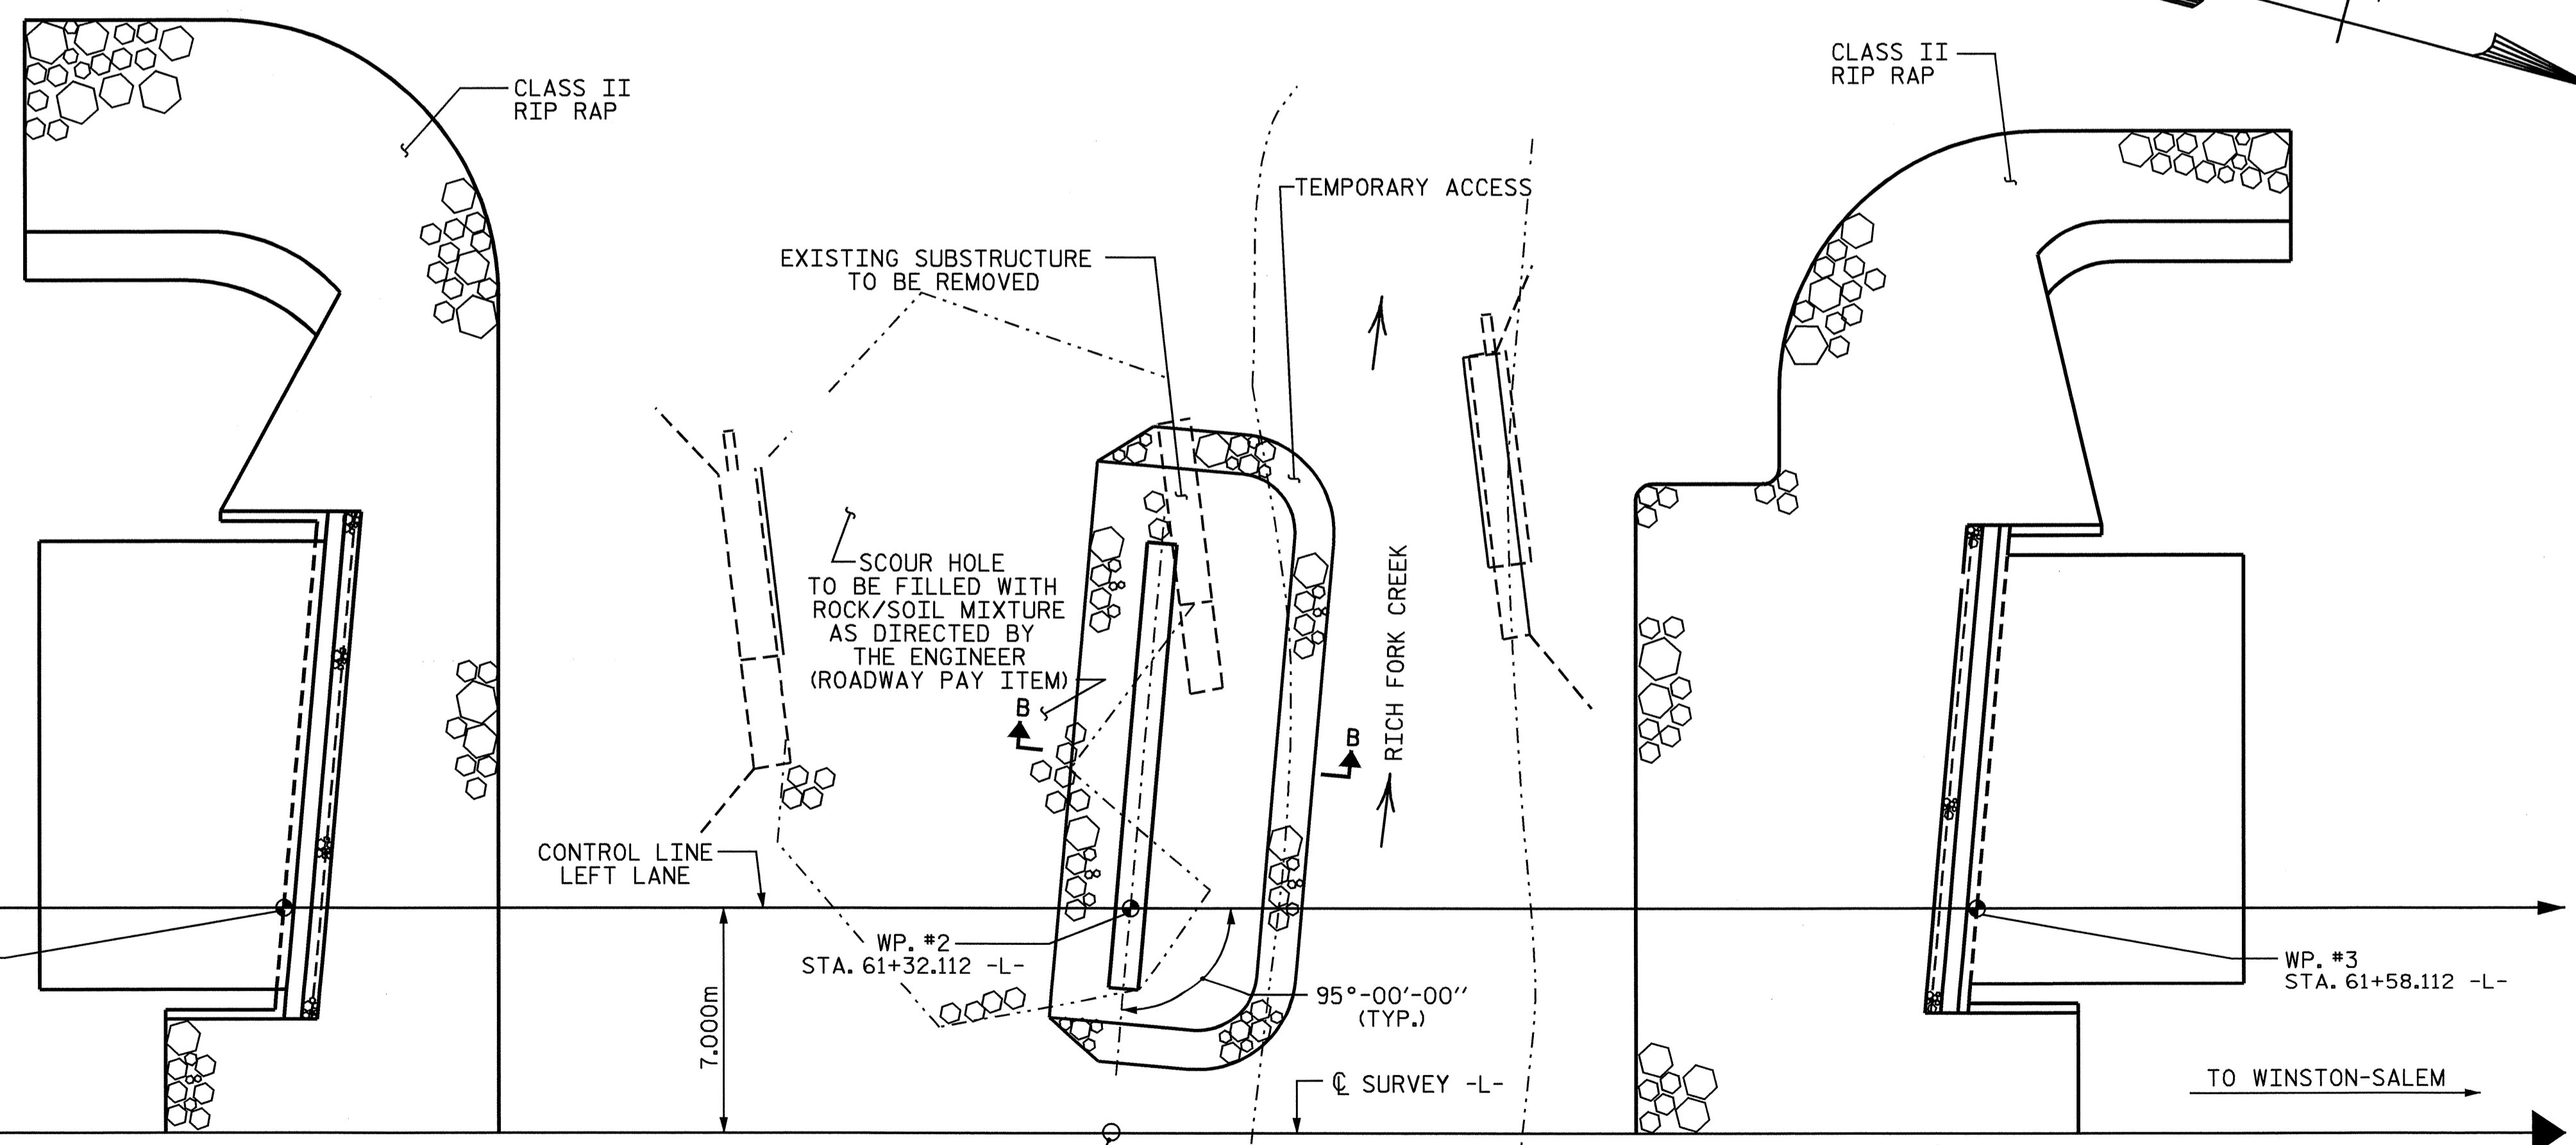 CLASS II
RIP RAP
CLASS II
RIP RAP
TEMPORARY ACCESS
EXISTING SUBSTRUCTURE
TO BE REMOVED
SCOUR HOLE
TO BE FILLED WITH
ROCK/SOIL MIXTURE
AS DIRECTED BY
THE ENGINEER
(ROADWAY PAY ITEM)
B
B
RICH FORK CREEK
CONTROL LINE
LEFT LANE
WP. #2
STA. 61+32.112 -L-
WP. #3
STA. 61+58.112 -L-
95°-00'-00"
(TYP.)
7.000m
℄ SURVEY -L-
TO WINSTON-SALEM